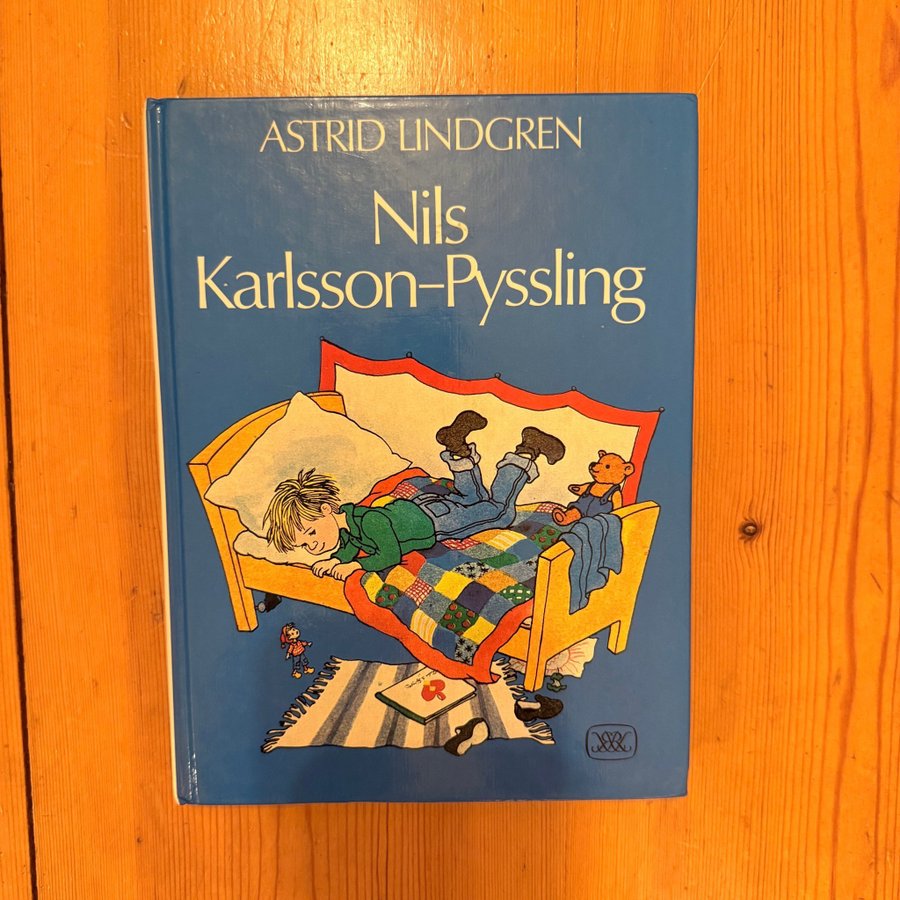 ASTRID LINDGREN
Nils
Karlsson-Pyssling